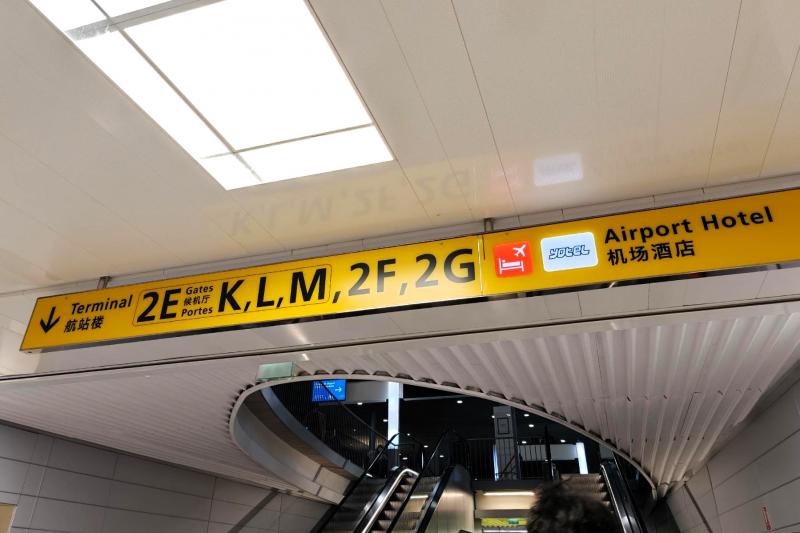 Terminal
航站楼
2E
Gates
候机厅
Portes
K,L,M,2F,2G
YOTEL
Airport Hotel
机场酒店